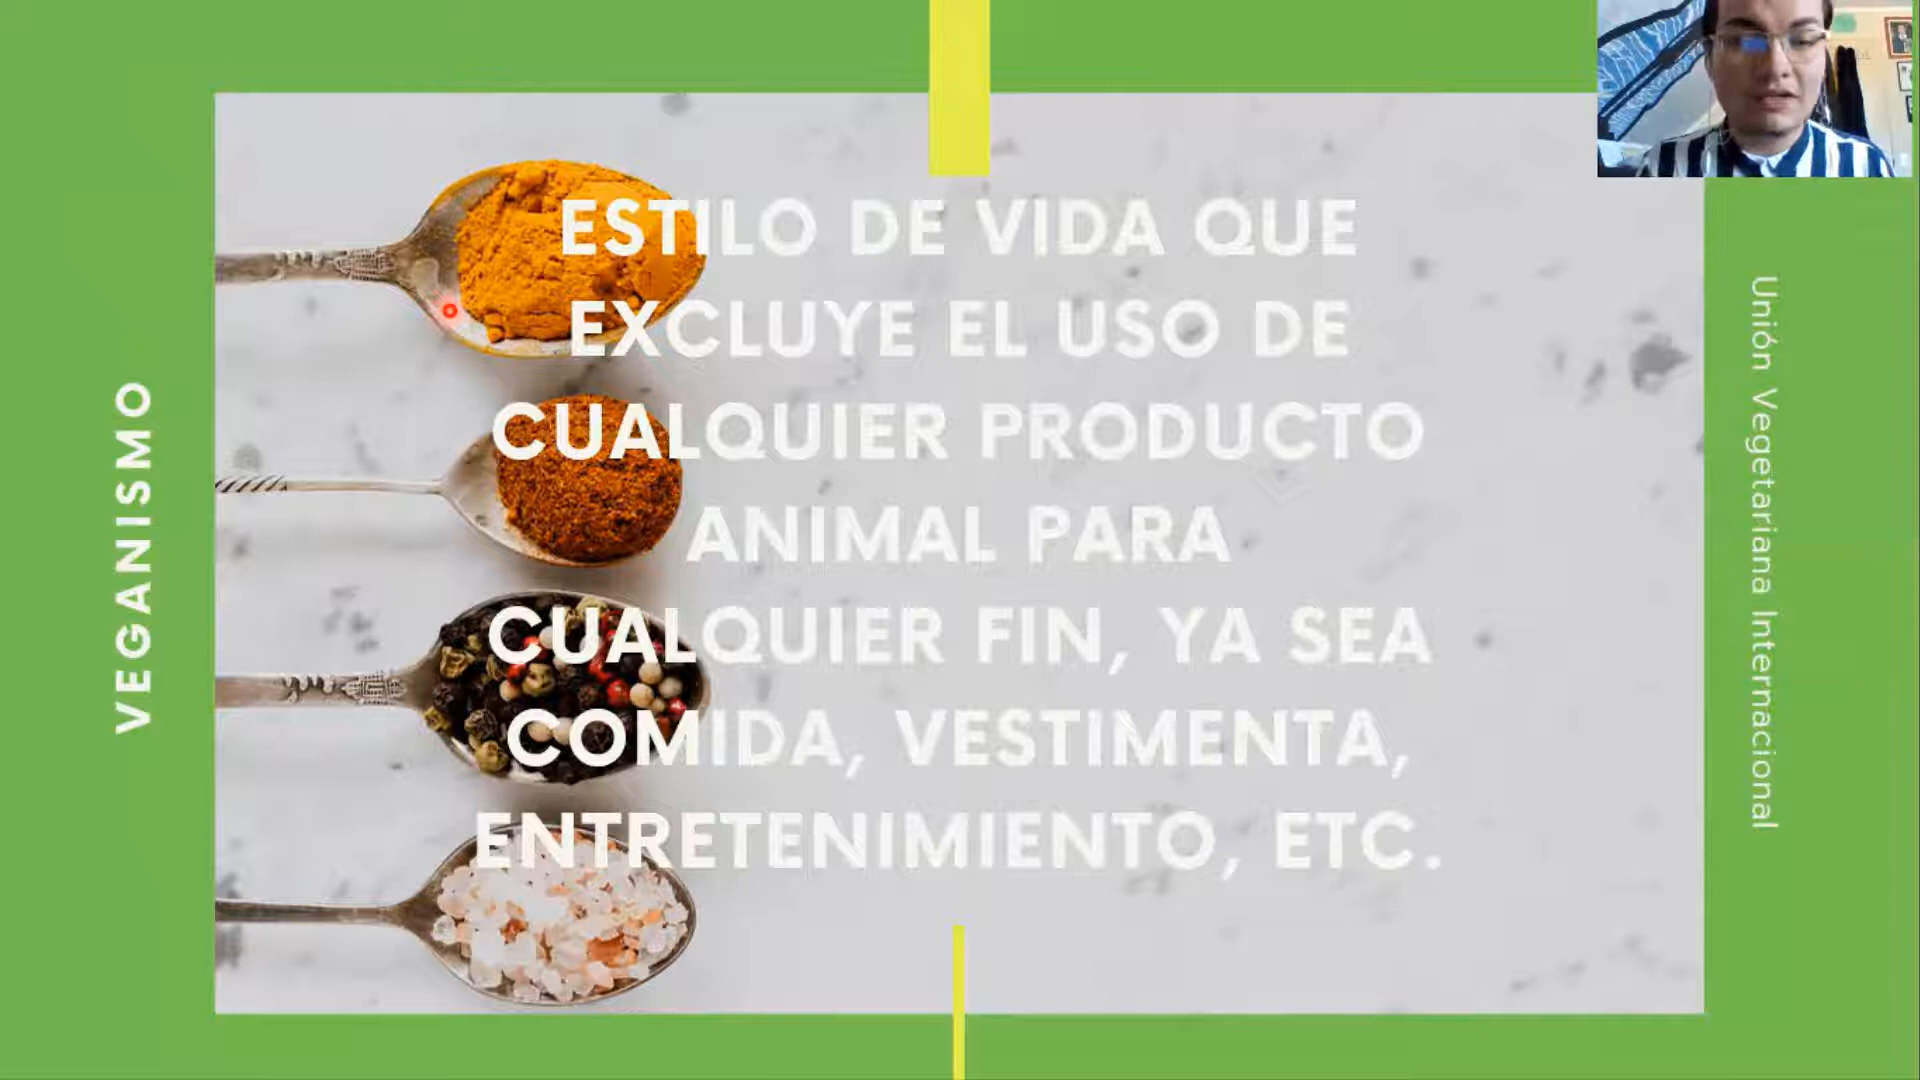 VEGANISMO
ESTILO DE VIDA QUE
EXCLUYE EL USO DE
CUALQUIER PRODUCTO
ANIMAL PARA
CUALQUIER FIN, YA SEA
COMIDA, VESTIMENTA,
ENTRETENIMIENTO, ETC.
Unión Vegetariana Internacional